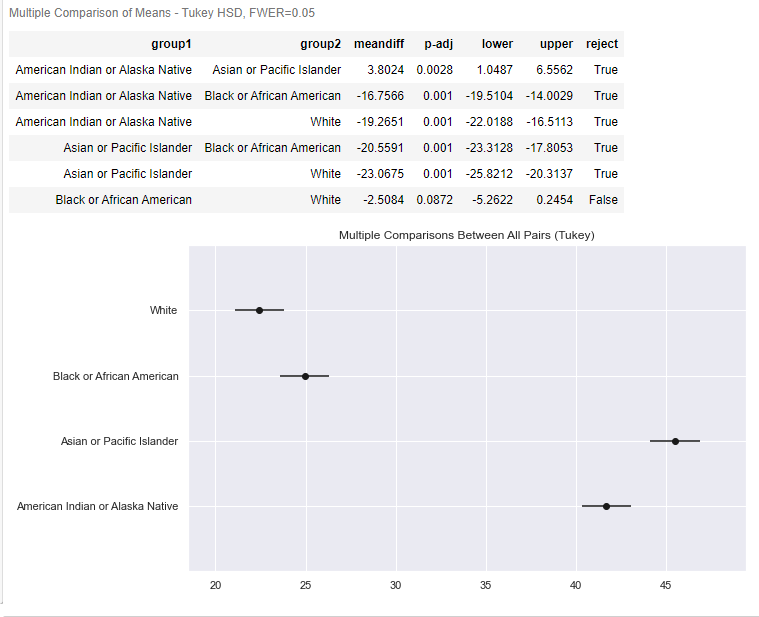 Multiple Comparison of Means - Tukey HSD, FWER=0.05
group1 group2 meandiff p-adj lower upper reject
American Indian or Alaska Native Asian or Pacific Islander 3.8024 0.0028 1.0487 6.5562 True
American Indian or Alaska Native Black or African American -16.7566 0.001 -19.5104 -14.0029 True
American Indian or Alaska Native White -19.2651 0.001 -22.0188 -16.5113 True
Asian or Pacific Islander Black or African American -20.5591 0.001 -23.3128 -17.8053 True
Asian or Pacific Islander White -23.0675 0.001 -25.8212 -20.3137 True
Black or African American White -2.5084 0.0872 -5.2622 0.2454 False
Multiple Comparisons Between All Pairs (Tukey)
White
Black or African American
Asian or Pacific Islander
American Indian or Alaska Native
20 25 30 35 40 45